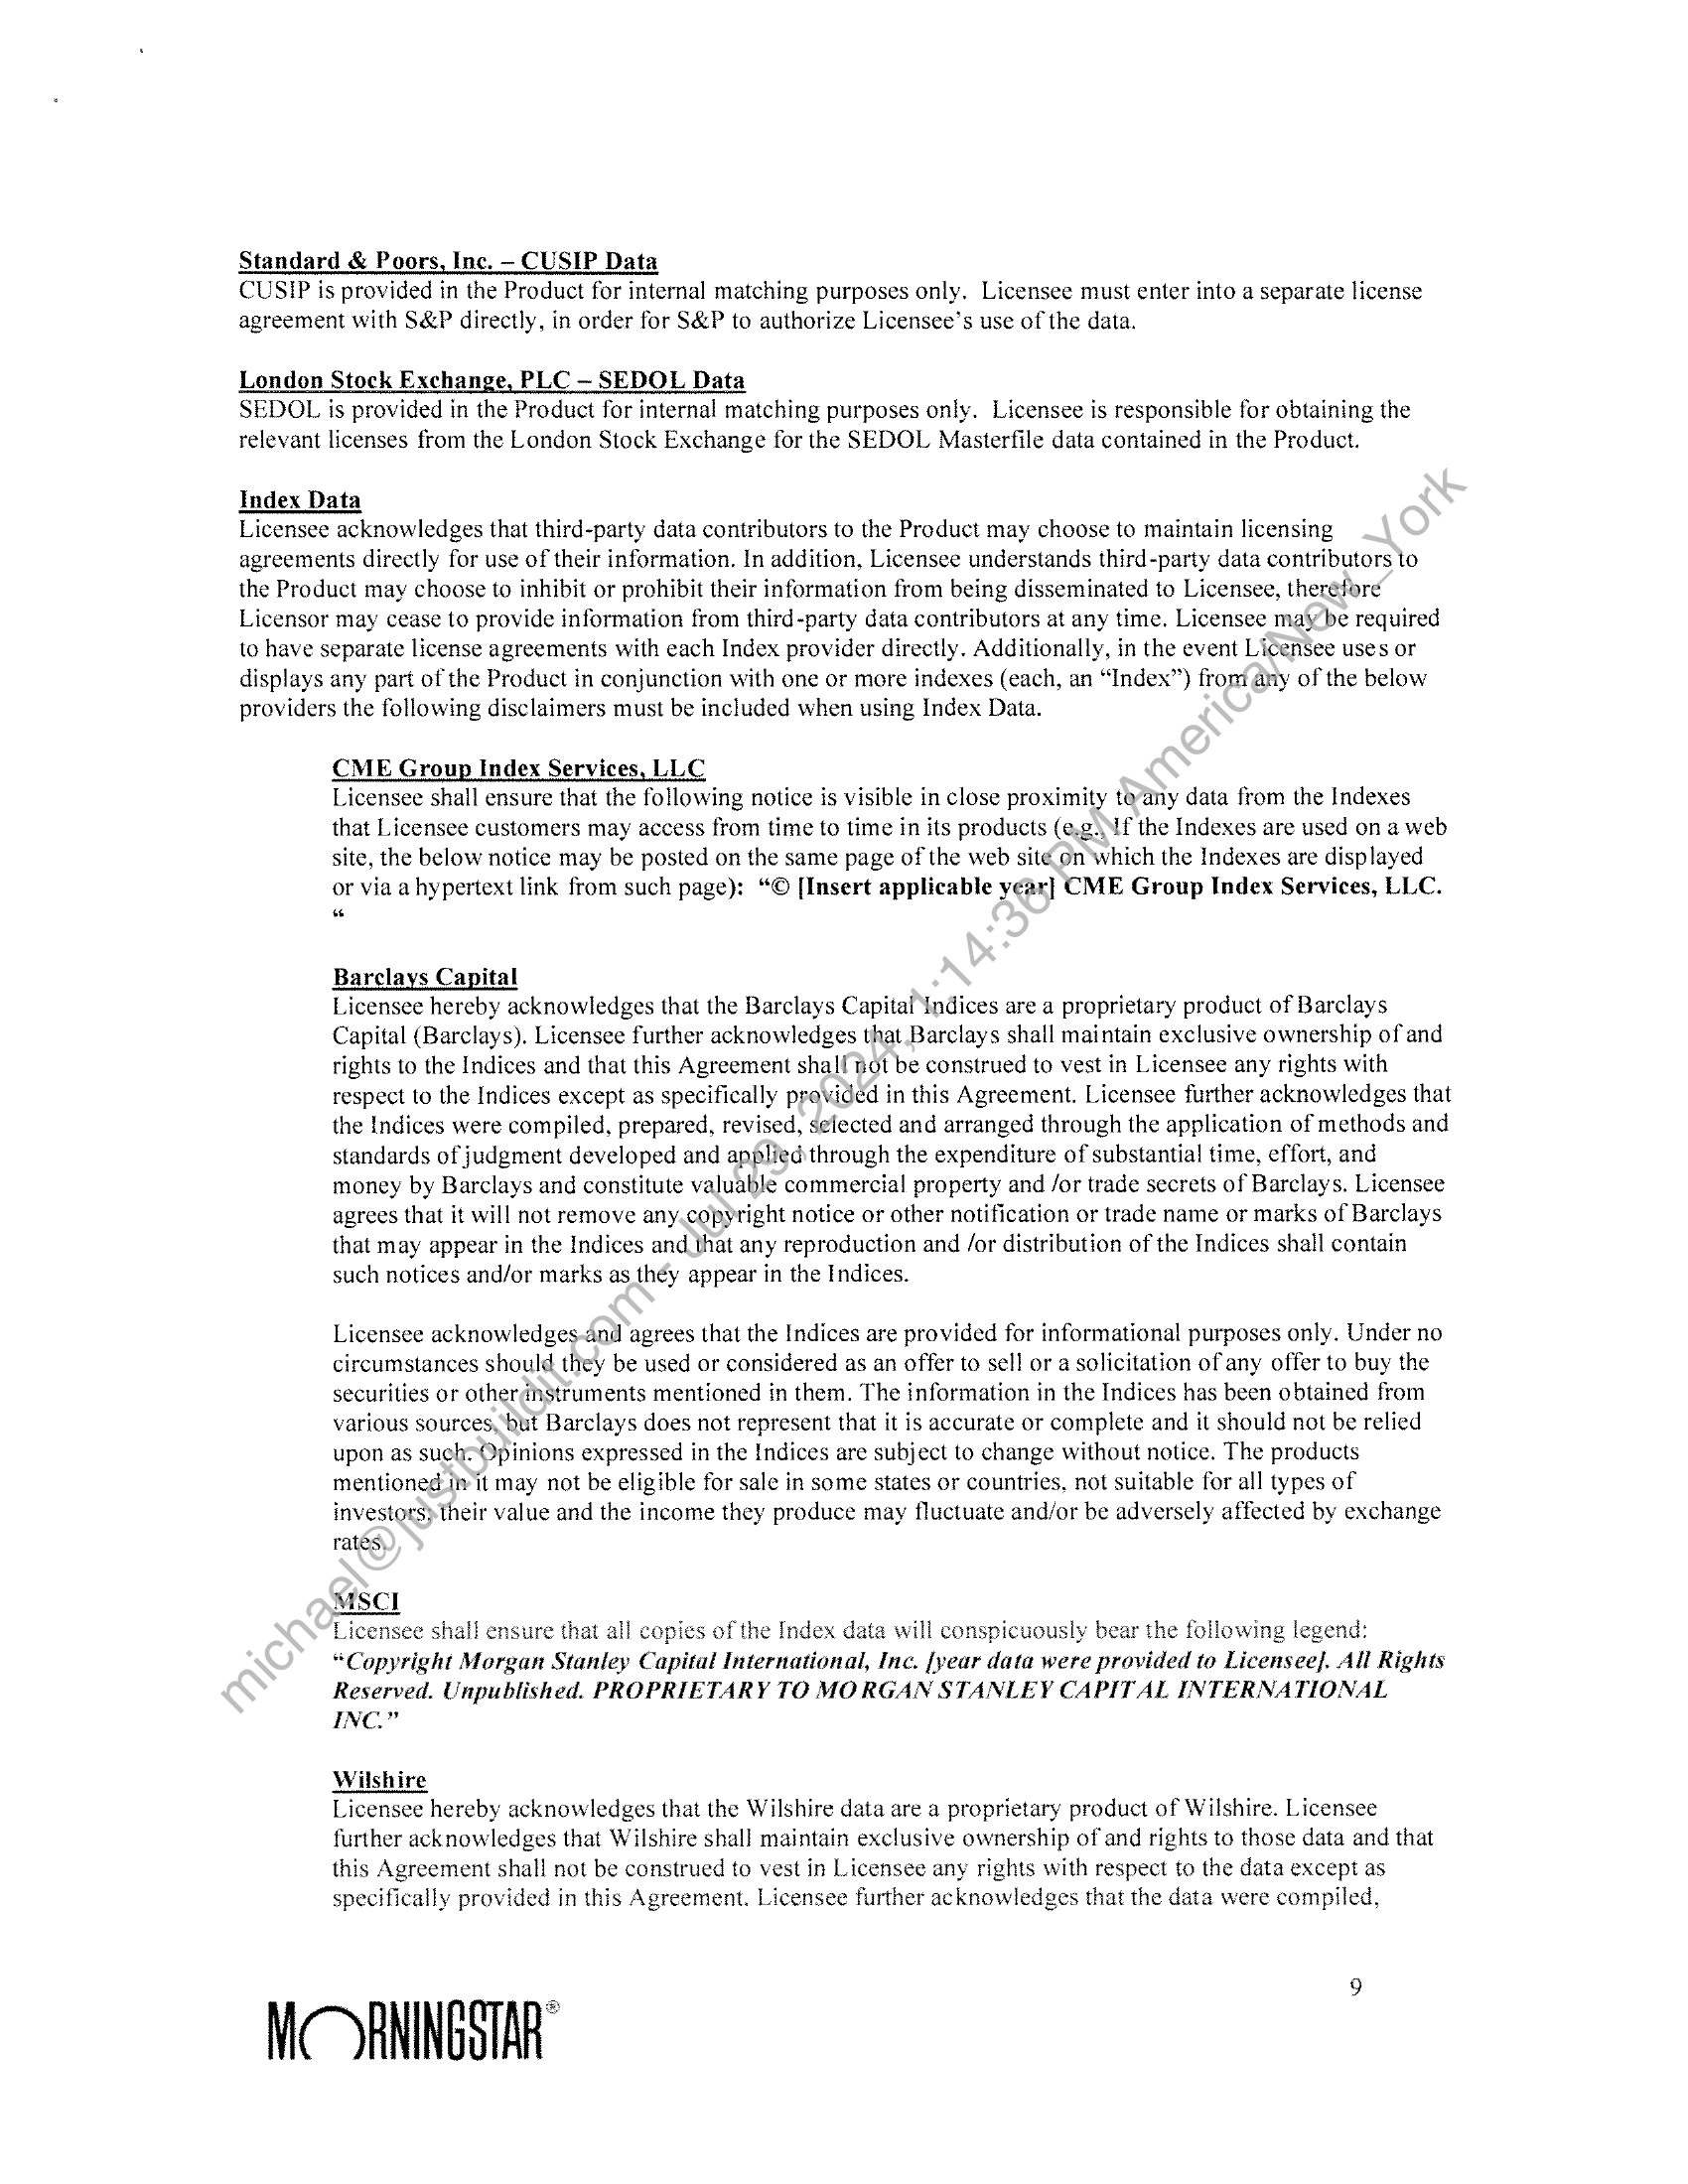 Standard & Poors, Inc. – CUSIP Data
CUSIP is provided in the Product for internal matching purposes only. Licensee must enter into a separate license
agreement with S&P directly, in order for S&P to authorize Licensee's use of the data.
London Stock Exchange, PLC – SEDOL Data
SEDOL is provided in the Product for internal matching purposes only. Licensee is responsible for obtaining the
relevant licenses from the London Stock Exchange for the SEDOL Masterfile data contained in the Product.
Index Data
Licensee acknowledges that third-party data contributors to the Product may choose to maintain licensing
agreements directly for use of their information. In addition, Licensee understands third-party data contributors to
the Product may choose to inhibit or prohibit their information from being disseminated to Licensee, therefore
Licensor may cease to provide information from third-party data contributors at any time. Licensee may be required
to have separate license agreements with each Index provider directly. Additionally, in the event Licensee uses or
displays any part of the Product in conjunction with one or more indexes (each, an “Index”) from any of the below
providers the following disclaimers must be included when using Index Data.
CME Group Index Services, LLC
Licensee shall ensure that the following notice is visible in close proximity to any data from the Indexes
that Licensee customers may access from time to time in its products (e.g., If the Indexes are used on a web
site, the below notice may be posted on the same page of the web site on which the Indexes are displayed
or via a hypertext link from such page): “© [Insert applicable year] CME Group Index Services, LLC.
“
Barclays Capital
Licensee hereby acknowledges that the Barclays Capital Indices are a proprietary product of Barclays
Capital (Barclays). Licensee further acknowledges that Barclays shall maintain exclusive ownership of and
rights to the Indices and that this Agreement shall not be construed to vest in Licensee any rights with
respect to the Indices except as specifically provided in this Agreement. Licensee further acknowledges that
the Indices were compiled, prepared, revised, selected and arranged through the application of methods and
standards of judgment developed and applied through the expenditure of substantial time, effort, and
money by Barclays and constitute valuable commercial property and /or trade secrets of Barclays. Licensee
agrees that it will not remove any copyright notice or other notification or trade name or marks of Barclays
that may appear in the Indices and that any reproduction and /or distribution of the Indices shall contain
such notices and/or marks as they appear in the Indices.
Licensee acknowledges and agrees that the Indices are provided for informational purposes only. Under no
circumstances should they be used or considered as an offer to sell or a solicitation of any offer to buy the
securities or other instruments mentioned in them. The information in the Indices has been obtained from
various sources, but Barclays does not represent that it is accurate or complete and it should not be relied
upon as such. Opinions expressed in the Indices are subject to change without notice. The products
mentioned in it may not be eligible for sale in some states or countries, not suitable for all types of
investors; their value and the income they produce may fluctuate and/or be adversely affected by exchange
rates.
MSCI
Licensee shall ensure that all copies of the Index data will conspicuously bear the following legend:
“Copyright Morgan Stanley Capital International, Inc. [year data were provided to Licensee]. All Rights
Reserved. Unpublished. PROPRIETARY TO MORGAN STANLEY CAPITAL INTERNATIONAL
INC.”
Wilshire
Licensee hereby acknowledges that the Wilshire data are a proprietary product of Wilshire. Licensee
further acknowledges that Wilshire shall maintain exclusive ownership of and rights to those data and that
this Agreement shall not be construed to vest in Licensee any rights with respect to the data except as
specifically provided in this Agreement. Licensee further acknowledges that the data were compiled,
9
MORNINGSTAR®
michael@justbuildit.com - Jul 29, 2024, 1:14:36 PM America/New_York